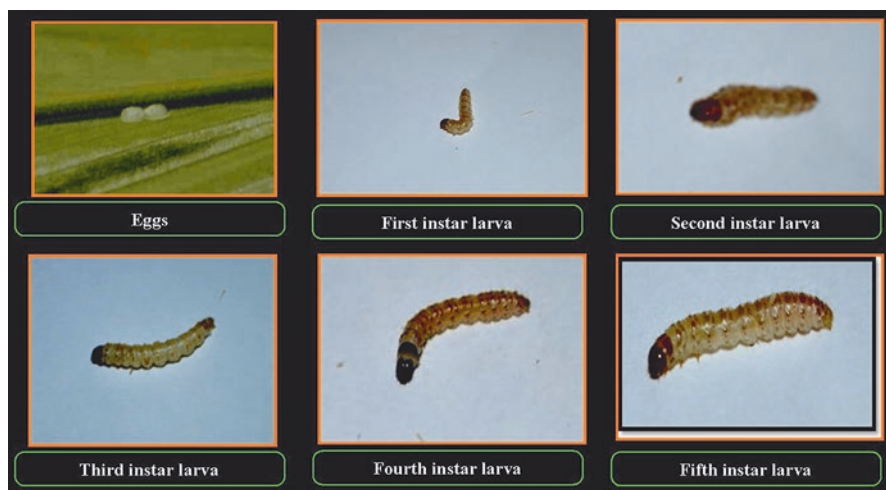 Eggs
First instar larva
Second instar larva
Third instar larva
Fourth instar larva
Fifth instar larva